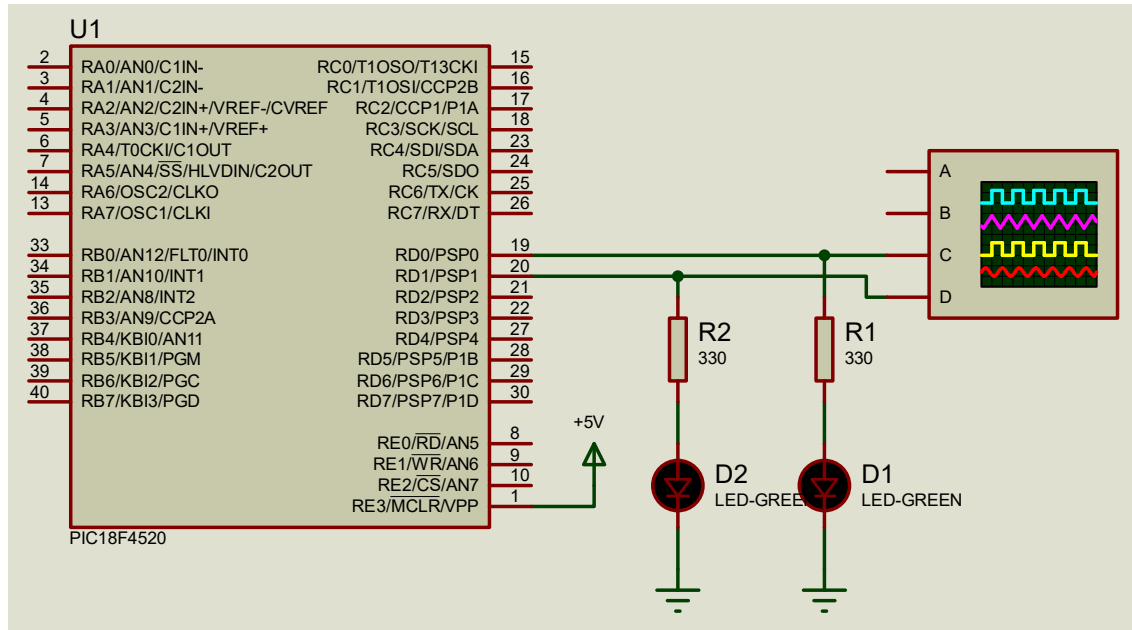 U1
2 RA0/AN0/C1IN- RC0/T1OSO/T13CKI 15
3 RA1/AN1/C2IN- RC1/T1OSI/CCP2B 16
4 RA2/AN2/C2IN+/VREF-/CVREF RC2/CCP1/P1A 17
5 RA3/AN3/C1IN+/VREF+ RC3/SCK/SCL 18
6 RA4/T0CKI/C1OUT RC4/SDI/SDA 23
7 RA5/AN4/SS/HLVDIN/C2OUT RC5/SDO 24
14 RA6/OSC2/CLKO RC6/TX/CK 25
13 RA7/OSC1/CLKI RC7/RX/DT 26
33 RB0/AN12/FLT0/INT0 RD0/PSP0 19
34 RB1/AN10/INT1 RD1/PSP1 20
35 RB2/AN8/INT2 RD2/PSP2 21
36 RB3/AN9/CCP2A RD3/PSP3 22
37 RB4/KBI0/AN11 RD4/PSP4 27
38 RB5/KBI1/PGM RD5/PSP5/P1B 28
39 RB6/KBI2/PGC RD6/PSP6/P1C 29
40 RB7/KBI3/PGD RD7/PSP7/P1D 30
RE0/RD/AN5 8
RE1/WR/AN6 9
RE2/CS/AN7 10
RE3/MCLR/VPP 1
PIC18F4520
A
B
C
D
R2
330
R1
330
+5V
D2
LED-GREEN
D1
LED-GREEN